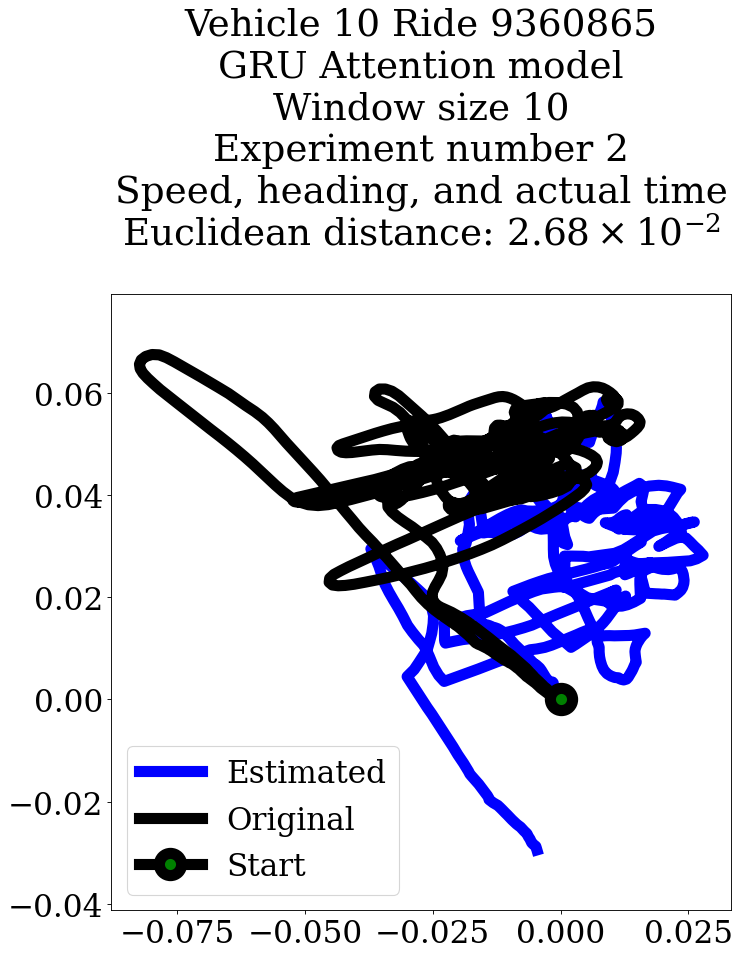 Vehicle 10 Ride 9360865
GRU Attention model
Window size 10
Experiment number 2
Speed, heading, and actual time
Euclidean distance: 2.68 × 10⁻²
0.06
0.04
0.02
0.00
−0.02
−0.04
Estimated
Original
Start
−0.075 −0.050 −0.025 0.000 0.025